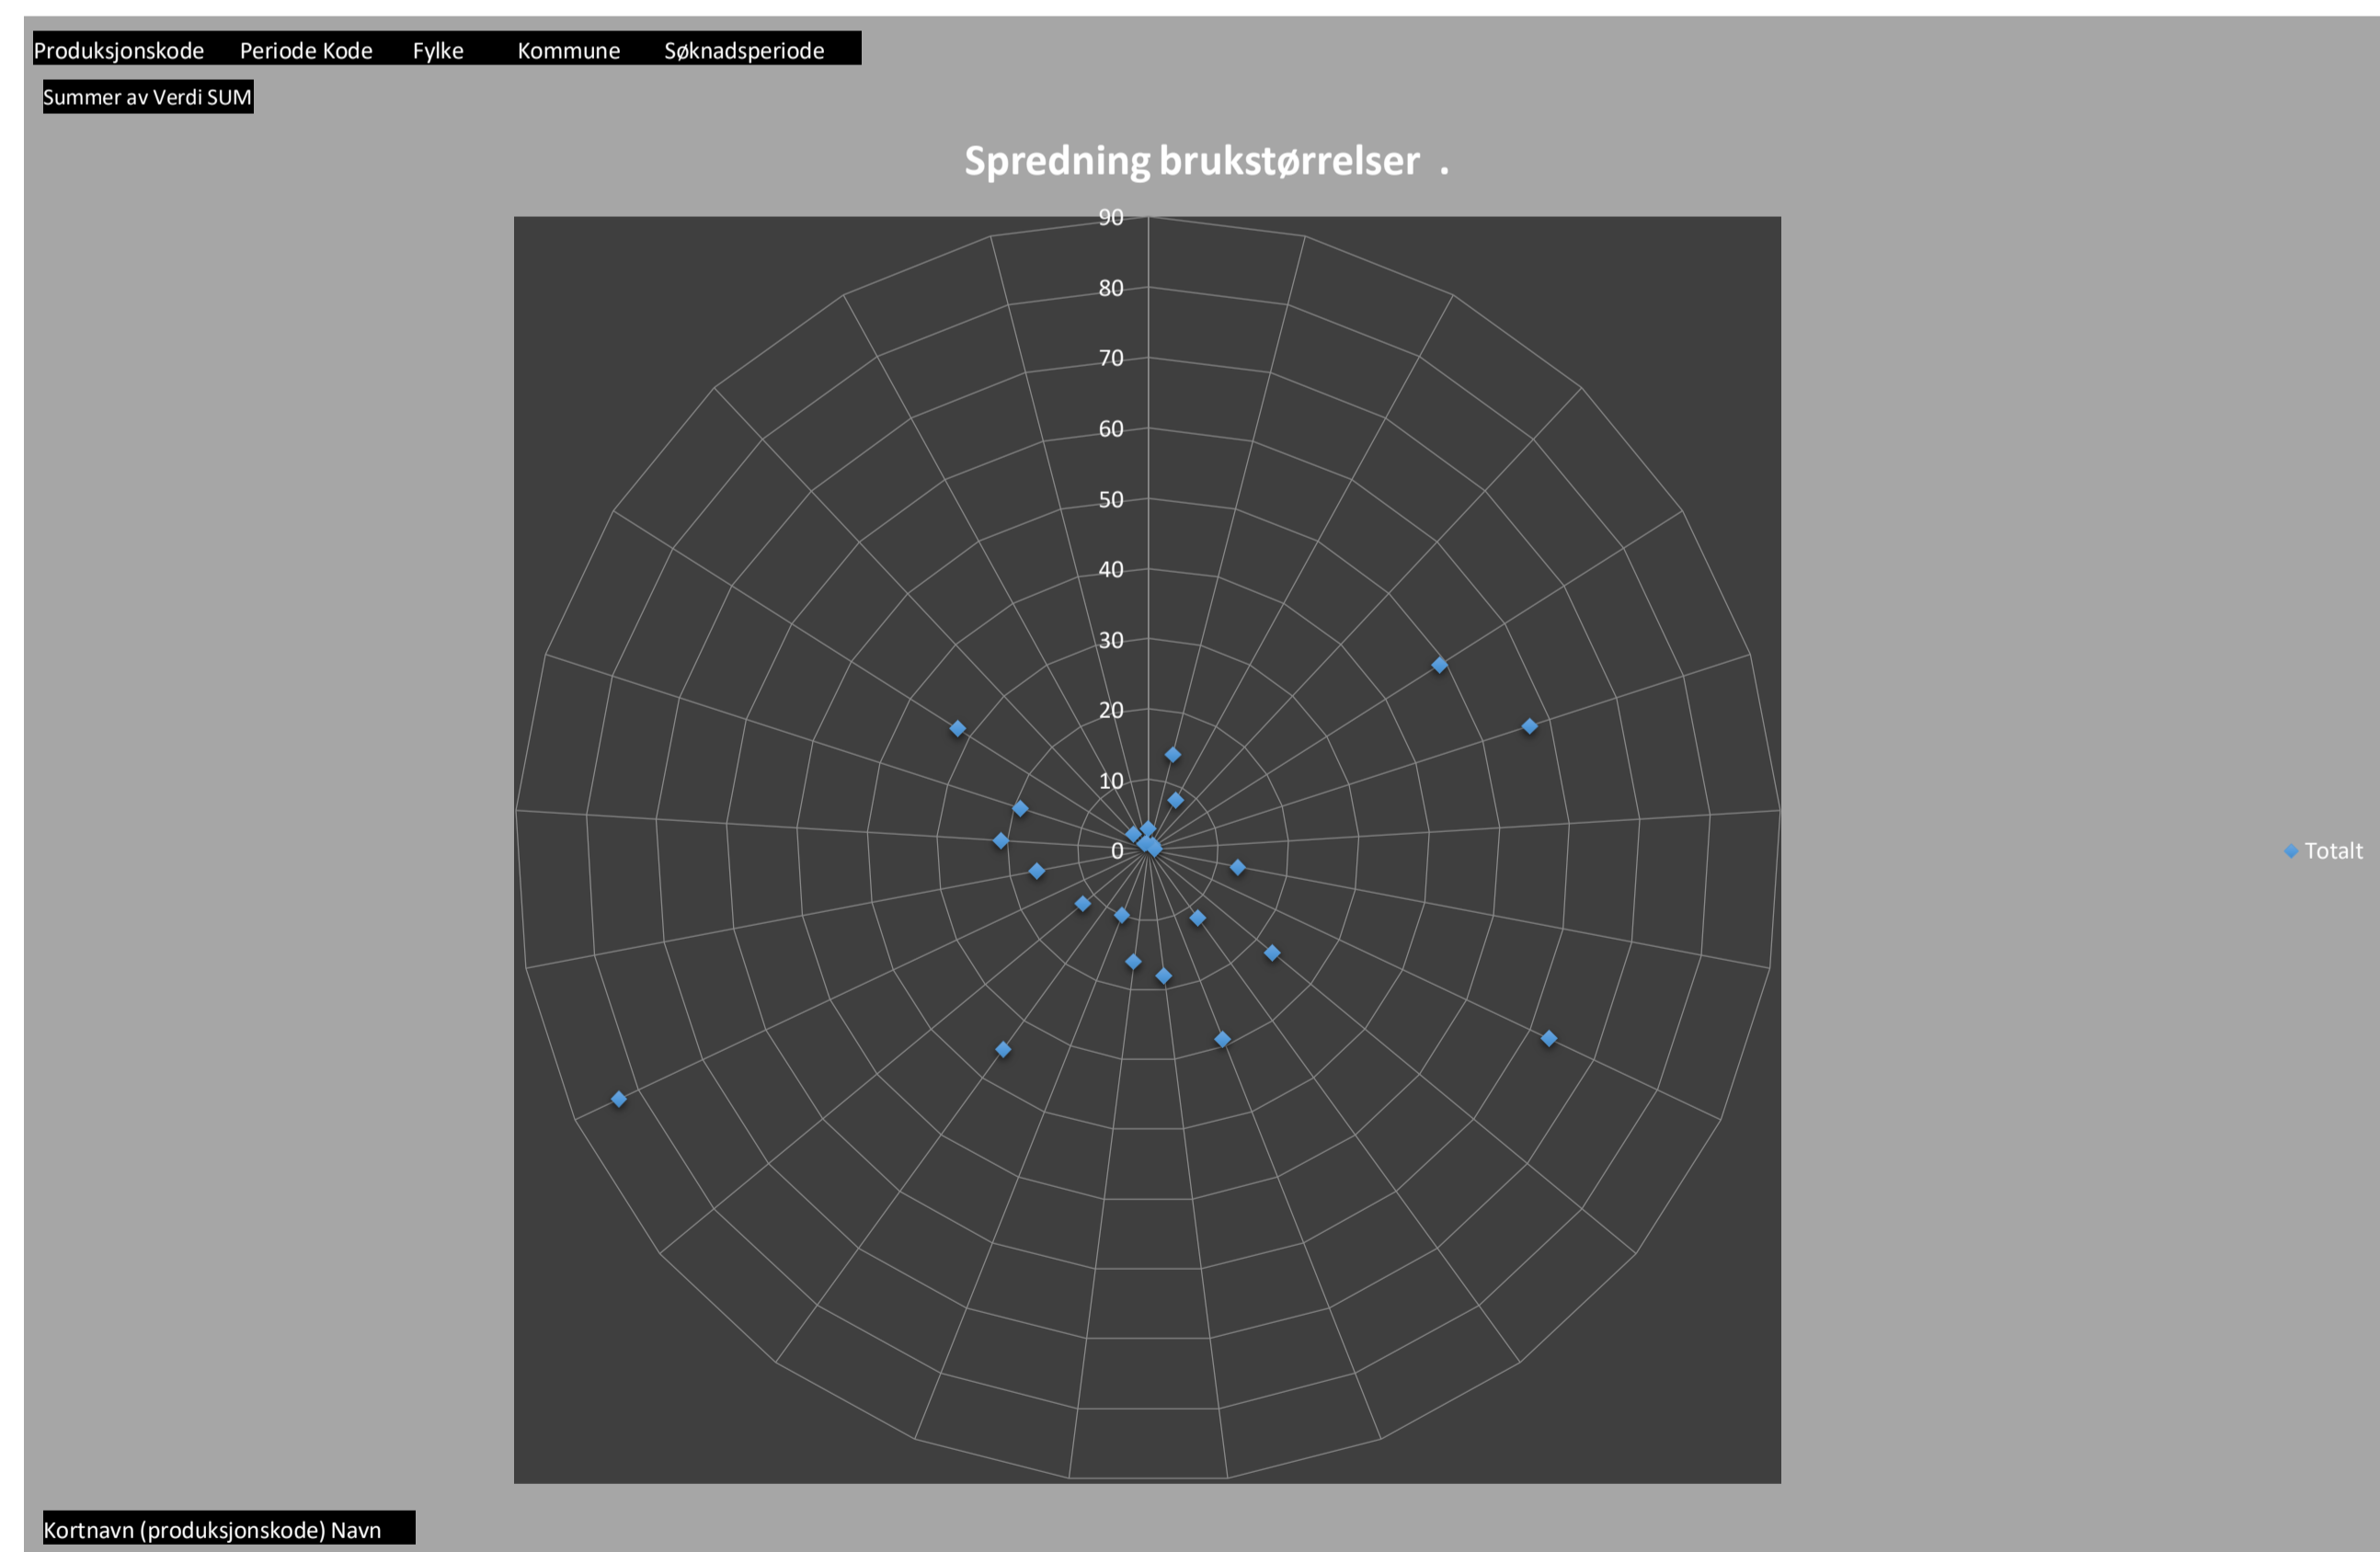 Produksjonskode Periode Kode Fylke Kommune Søknadsperiode
Summer av Verdi SUM
Spredning brukstørrelser .
90
80
70
60
50
40
30
20
10
0
Totalt
Kortnavn (produksjonskode) Navn